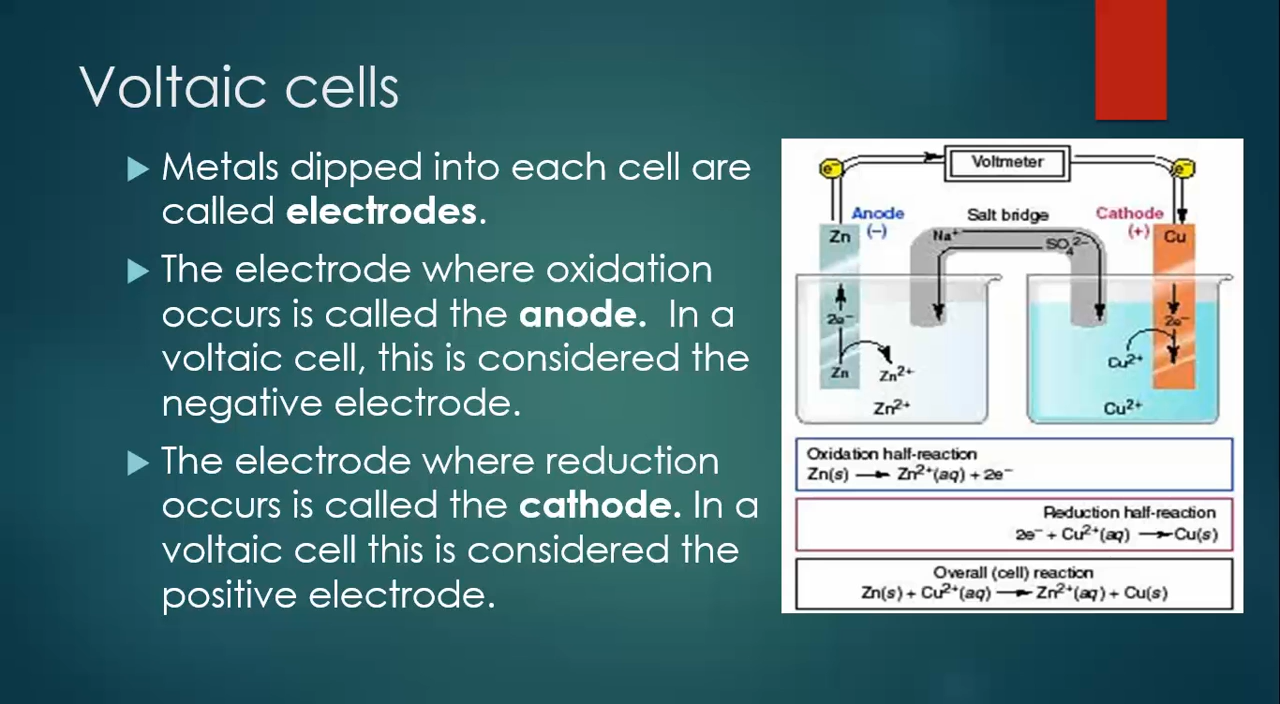 Voltaic cells
Metals dipped into each cell are
called electrodes.
The electrode where oxidation
occurs is called the anode.  In a
voltaic cell, this is considered the
negative electrode.
The electrode where reduction
occurs is called the cathode. In a
voltaic cell this is considered the
positive electrode.
e⁻ Voltmeter e⁻
Anode Salt bridge Cathode
Zn (−) Na⁺ SO₄²⁻ (+) Cu
2e⁻ 2e⁻
Zn Zn²⁺ Cu²⁺
Zn²⁺ Cu²⁺
Oxidation half-reaction
Zn(s) → Zn²⁺(aq) + 2e⁻
Reduction half-reaction
2e⁻ + Cu²⁺(aq) → Cu(s)
Overall (cell) reaction
Zn(s) + Cu²⁺(aq) → Zn²⁺(aq) + Cu(s)